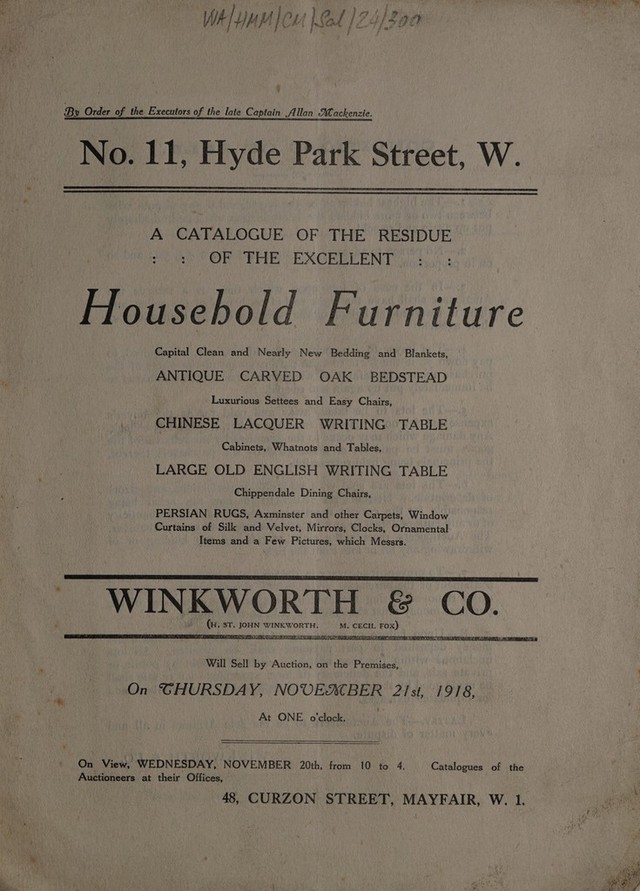 WA/HMM/CM/Sal/24/300
By Order of the Executors of the late Captain Allan Mackenzie.
No. 11, Hyde Park Street, W.
A CATALOGUE OF THE RESIDUE
: : OF THE EXCELLENT : :
Household Furniture
Capital Clean and Nearly New Bedding and Blankets,
ANTIQUE CARVED OAK BEDSTEAD
Luxurious Settees and Easy Chairs,
CHINESE LACQUER WRITING TABLE
Cabinets, Whatnots and Tables,
LARGE OLD ENGLISH WRITING TABLE
Chippendale Dining Chairs,
PERSIAN RUGS, Axminster and other Carpets, Window
Curtains of Silk and Velvet, Mirrors, Clocks, Ornamental
Items and a Few Pictures, which Messrs.
WINKWORTH & CO.
(H. ST. JOHN WINKWORTH. M. CECIL FOX)
Will Sell by Auction, on the Premises,
On THURSDAY, NOVEMBER 21st, 1918,
At ONE o'clock.
On View, WEDNESDAY, NOVEMBER 20th, from 10 to 4. Catalogues of the
Auctioneers at their Offices,
48, CURZON STREET, MAYFAIR, W. 1.